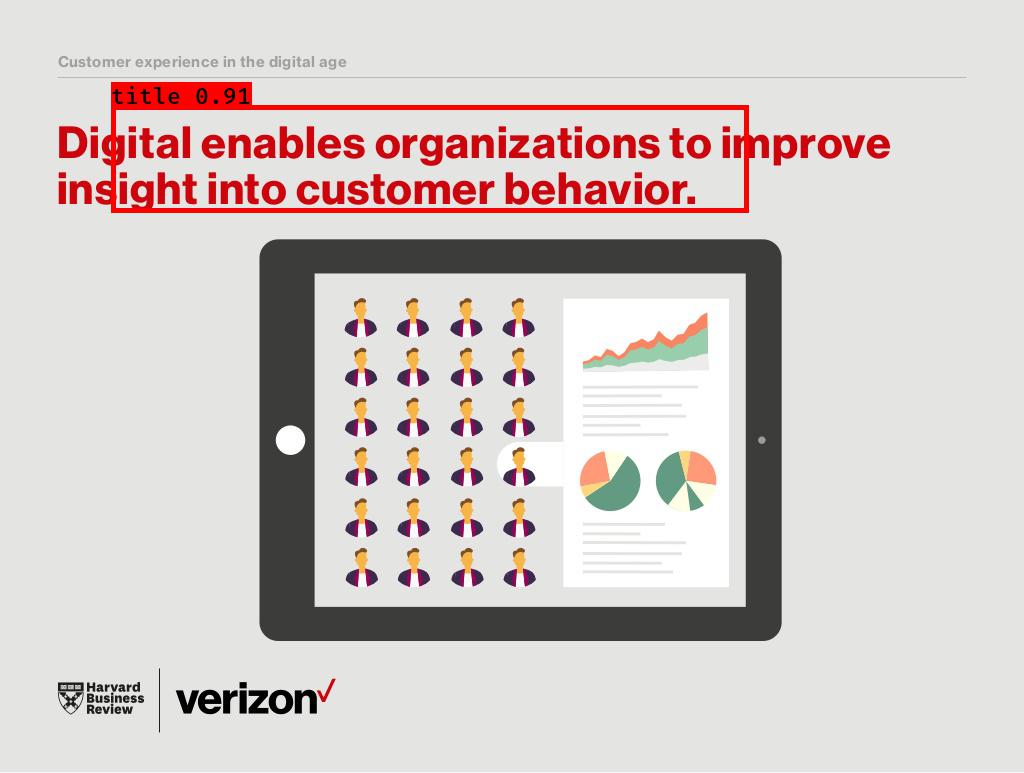 Customer experience in the digital age
title 0.91
Digital enables organizations to improve
insight into customer behavior.
Harvard
Business
Review
verizon✓